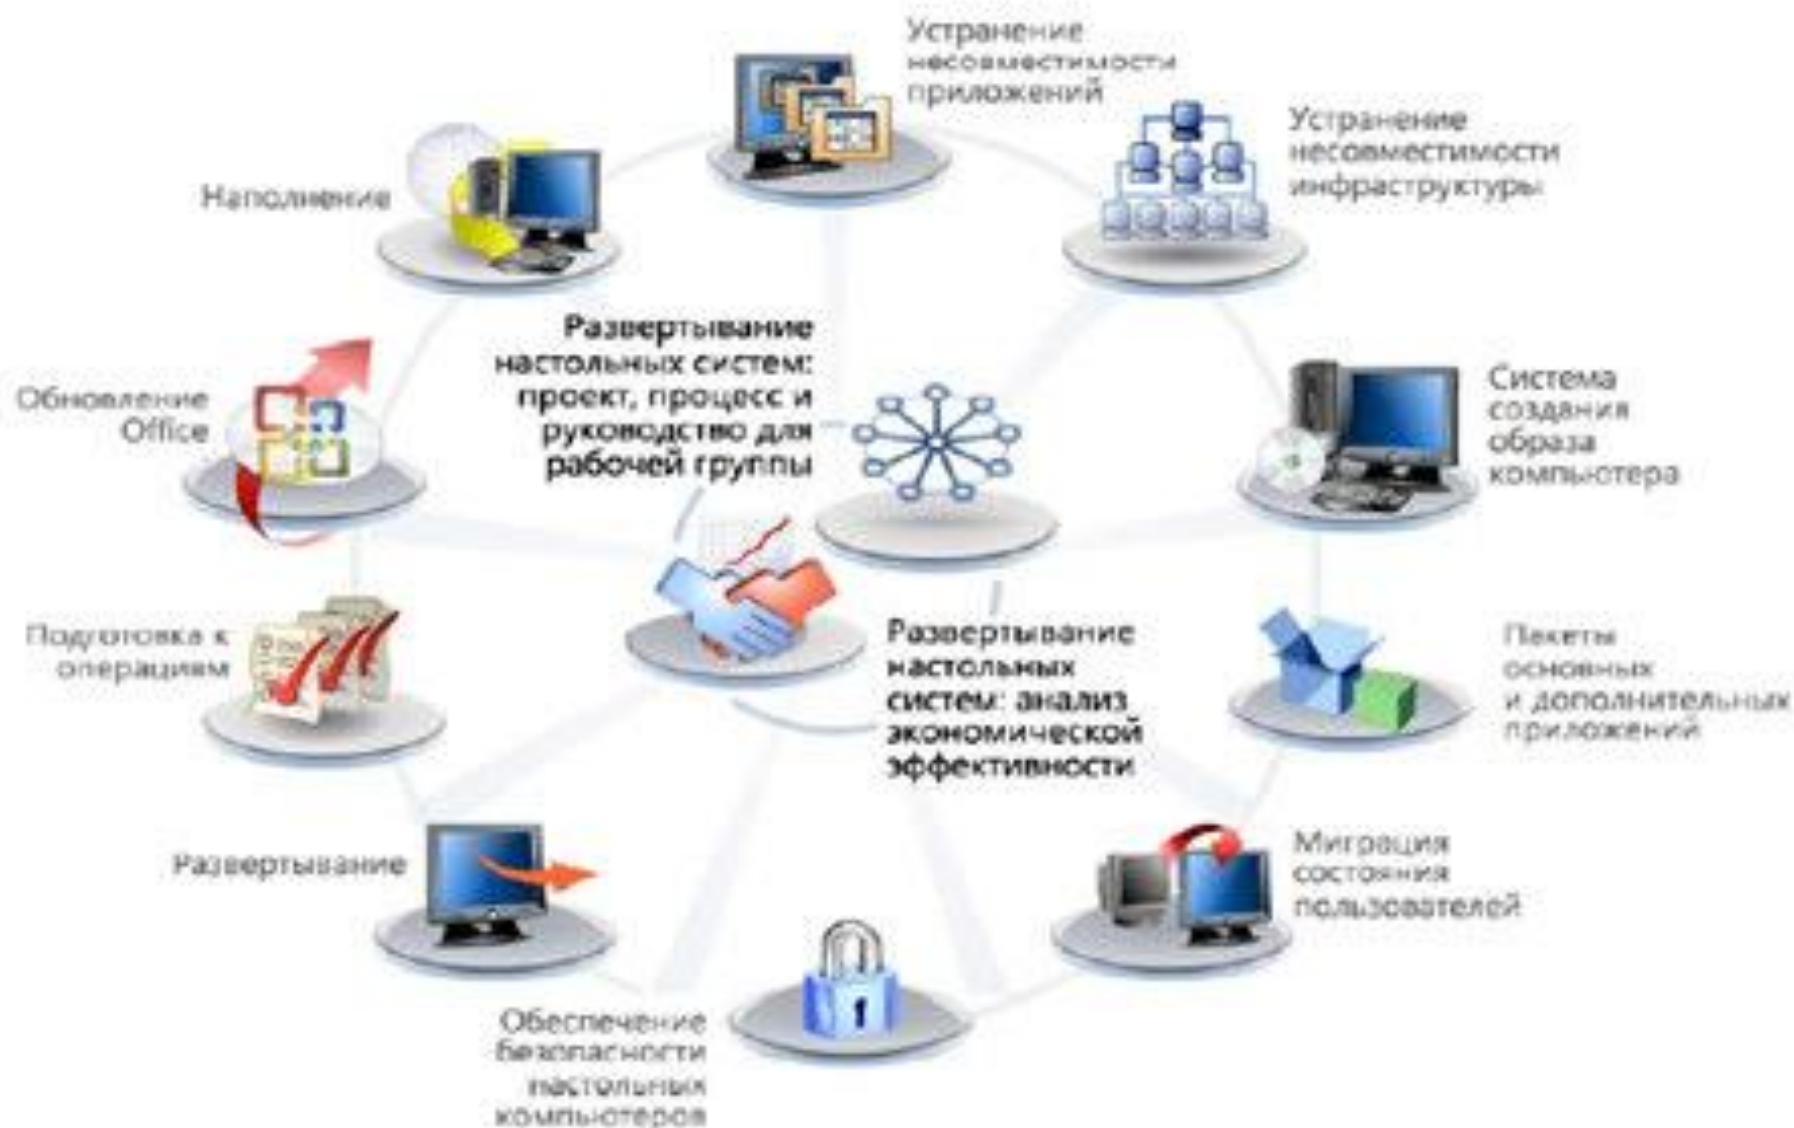 Устранение
несовместимости
приложений
Устранение
несовместимости
инфраструктуры
Наполнение
Развертывание
настольных систем:
проект, процесс и
руководство для
рабочей группы
Обновление
Office
Система
создания
образа
компьютера
Подготовка к
операциям
Развертывание
настольных
систем: анализ
экономической
эффективности
Пакеты
основных
и дополнительных
приложений
Развертывание
Миграция
состояния
пользователей
Обеспечение
безопасности
настольных
компьютеров